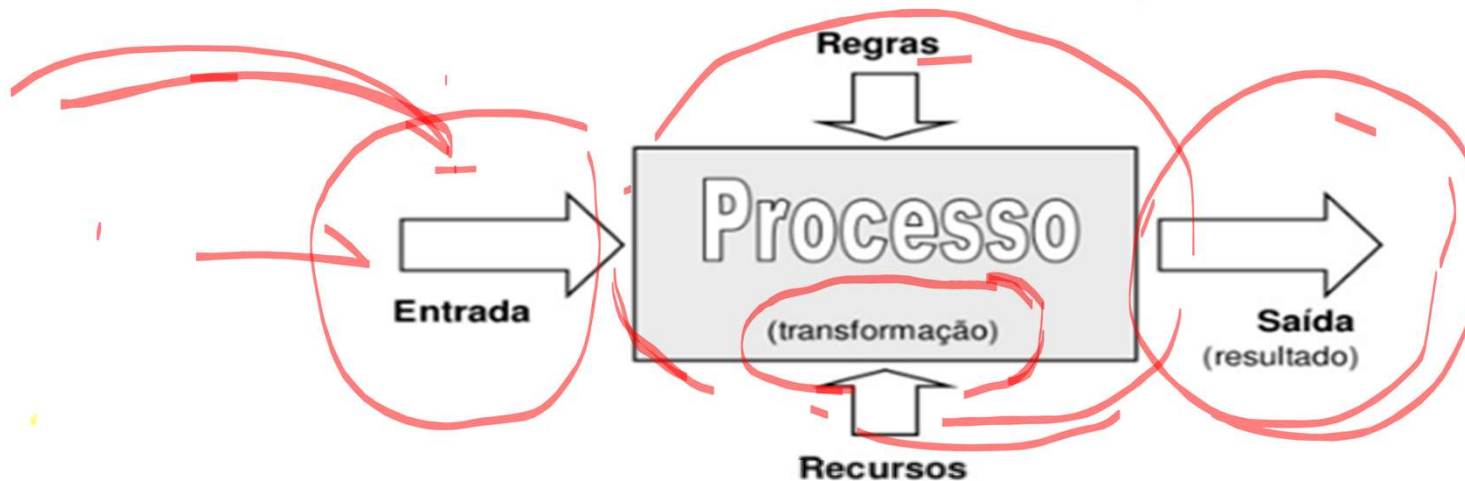 Regras
Processo
Entrada
(transformação)
Saída
(resultado)
Recursos